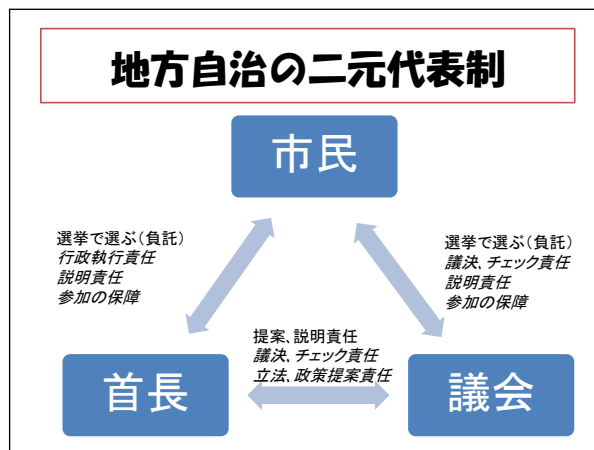 地方自治の二元代表制
市民
選挙で選ぶ(負託)
行政執行責任
説明責任
参加の保障
選挙で選ぶ(負託)
議決、チェック責任
説明責任
参加の保障
提案、説明責任
議決、チェック責任
立法、政策提案責任
首長
議会